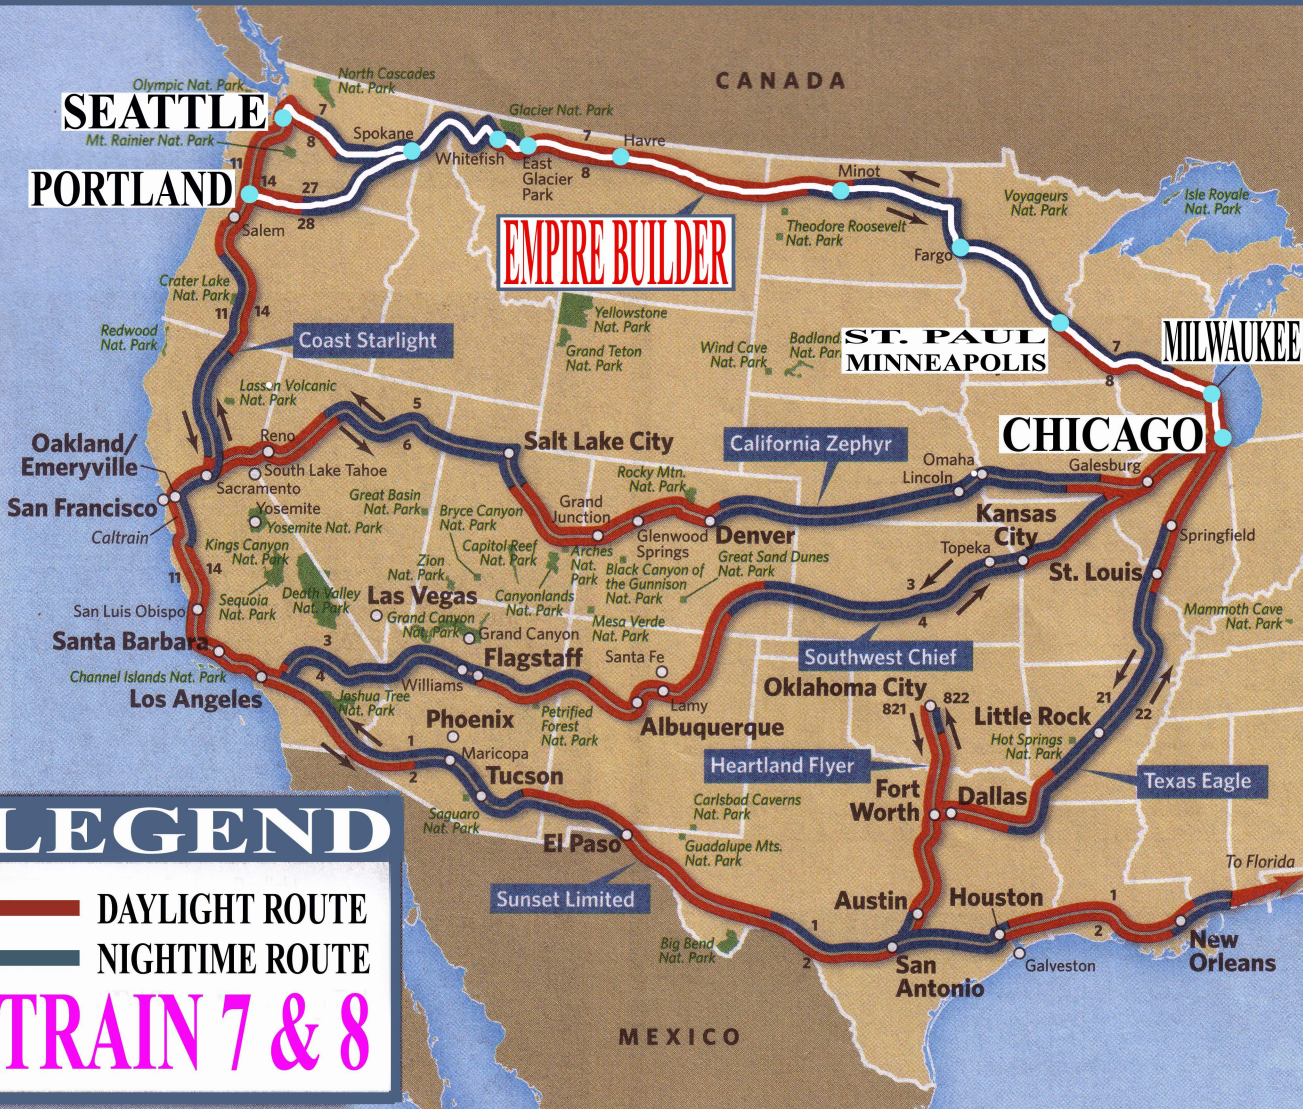 CANADA
Olympic Nat. Park
North Cascades
Nat. Park
SEATTLE
7
8
Mt. Rainier Nat. Park
Spokane
Glacier Nat. Park
Whitefish
East
Glacier
Park
7
8
Havre
Minot
Voyageurs
Nat. Park
Isle Royale
Nat. Park
11
14
PORTLAND
27
28
Salem
EMPIRE BUILDER
Theodore Roosevelt
Nat. Park
Fargo
Crater Lake
Nat. Park
11
14
Redwood
Nat. Park
Coast Starlight
Yellowstone
Nat. Park
Grand Teton
Nat. Park
Wind Cave
Nat. Park
Badland
Nat. Par
ST. PAUL
MINNEAPOLIS
7
8
MILWAUKEE
Lassen Volcanic
Nat. Park
5
6
CHICAGO
Oakland/
Emeryville
Reno
South Lake Tahoe
Sacramento
Salt Lake City
California Zephyr
Omaha
Lincoln
Galesburg
San Francisco
Caltrain
Yosemite
Yosemite Nat. Park
Great Basin
Nat. Park
Bryce Canyon
Nat. Park
Rocky Mtn.
Nat. Park
Grand
Junction
Glenwood
Springs
Denver
Kansas
City
Topeka
Springfield
St. Louis
Kings Canyon
Nat. Park
Capitol Reef
Nat. Park
Zion
Nat. Park
Arches
Nat.
Park
Black Canyon of
the Gunnison
Nat. Park
Great Sand Dunes
Nat. Park
11
14
Sequoia
Nat. Park
Death Valley
Nat. Park
Las Vegas
Canyonlands
Nat. Park
3
4
San Luis Obispo
Grand Canyon
Nat. Park
Grand Canyon
Mesa Verde
Nat. Park
Mammoth Cave
Nat. Park
Santa Barbara
3
4
Flagstaff
Santa Fe
Southwest Chief
Channel Islands Nat. Park
Williams
Los Angeles
Joshua Tree
Nat. Park
Phoenix
Petrified
Forest
Nat. Park
Lamy
Albuquerque
Oklahoma City
821
822
Little Rock
21
22
Hot Springs
Nat. Park
1
2
Maricopa
Tucson
Heartland Flyer
Texas Eagle
Fort
Worth
Dallas
Saguaro
Nat. Park
Carlsbad Caverns
Nat. Park
El Paso
Guadalupe Mts.
Nat. Park
To Florida
Sunset Limited
Austin
Houston
1
2
1
2
Big Bend
Nat. Park
San
Antonio
Galveston
New
Orleans
MEXICO
LEGEND
DAYLIGHT ROUTE
NIGHTIME ROUTE
TRAIN 7 & 8